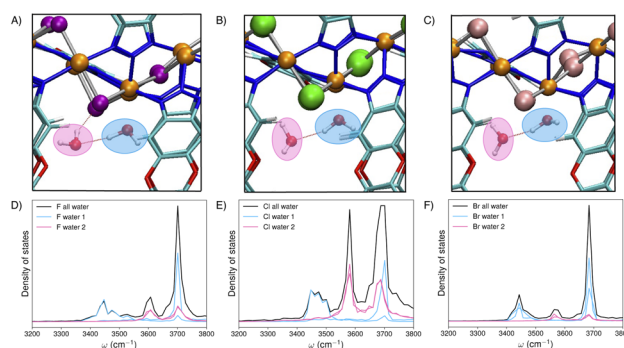 A)
B)
C)
D)
F all water
F water 1
F water 2
Density of states
3200 3300 3400 3500 3600 3700 3800
ω (cm⁻¹)
E)
Cl all water
Cl water 1
Cl water 2
Density of states
3200 3300 3400 3500 3600 3700 3800
ω (cm⁻¹)
F)
Br all water
Br water 1
Br water 2
Density of states
3200 3300 3400 3500 3600 3700 3800
ω (cm⁻¹)